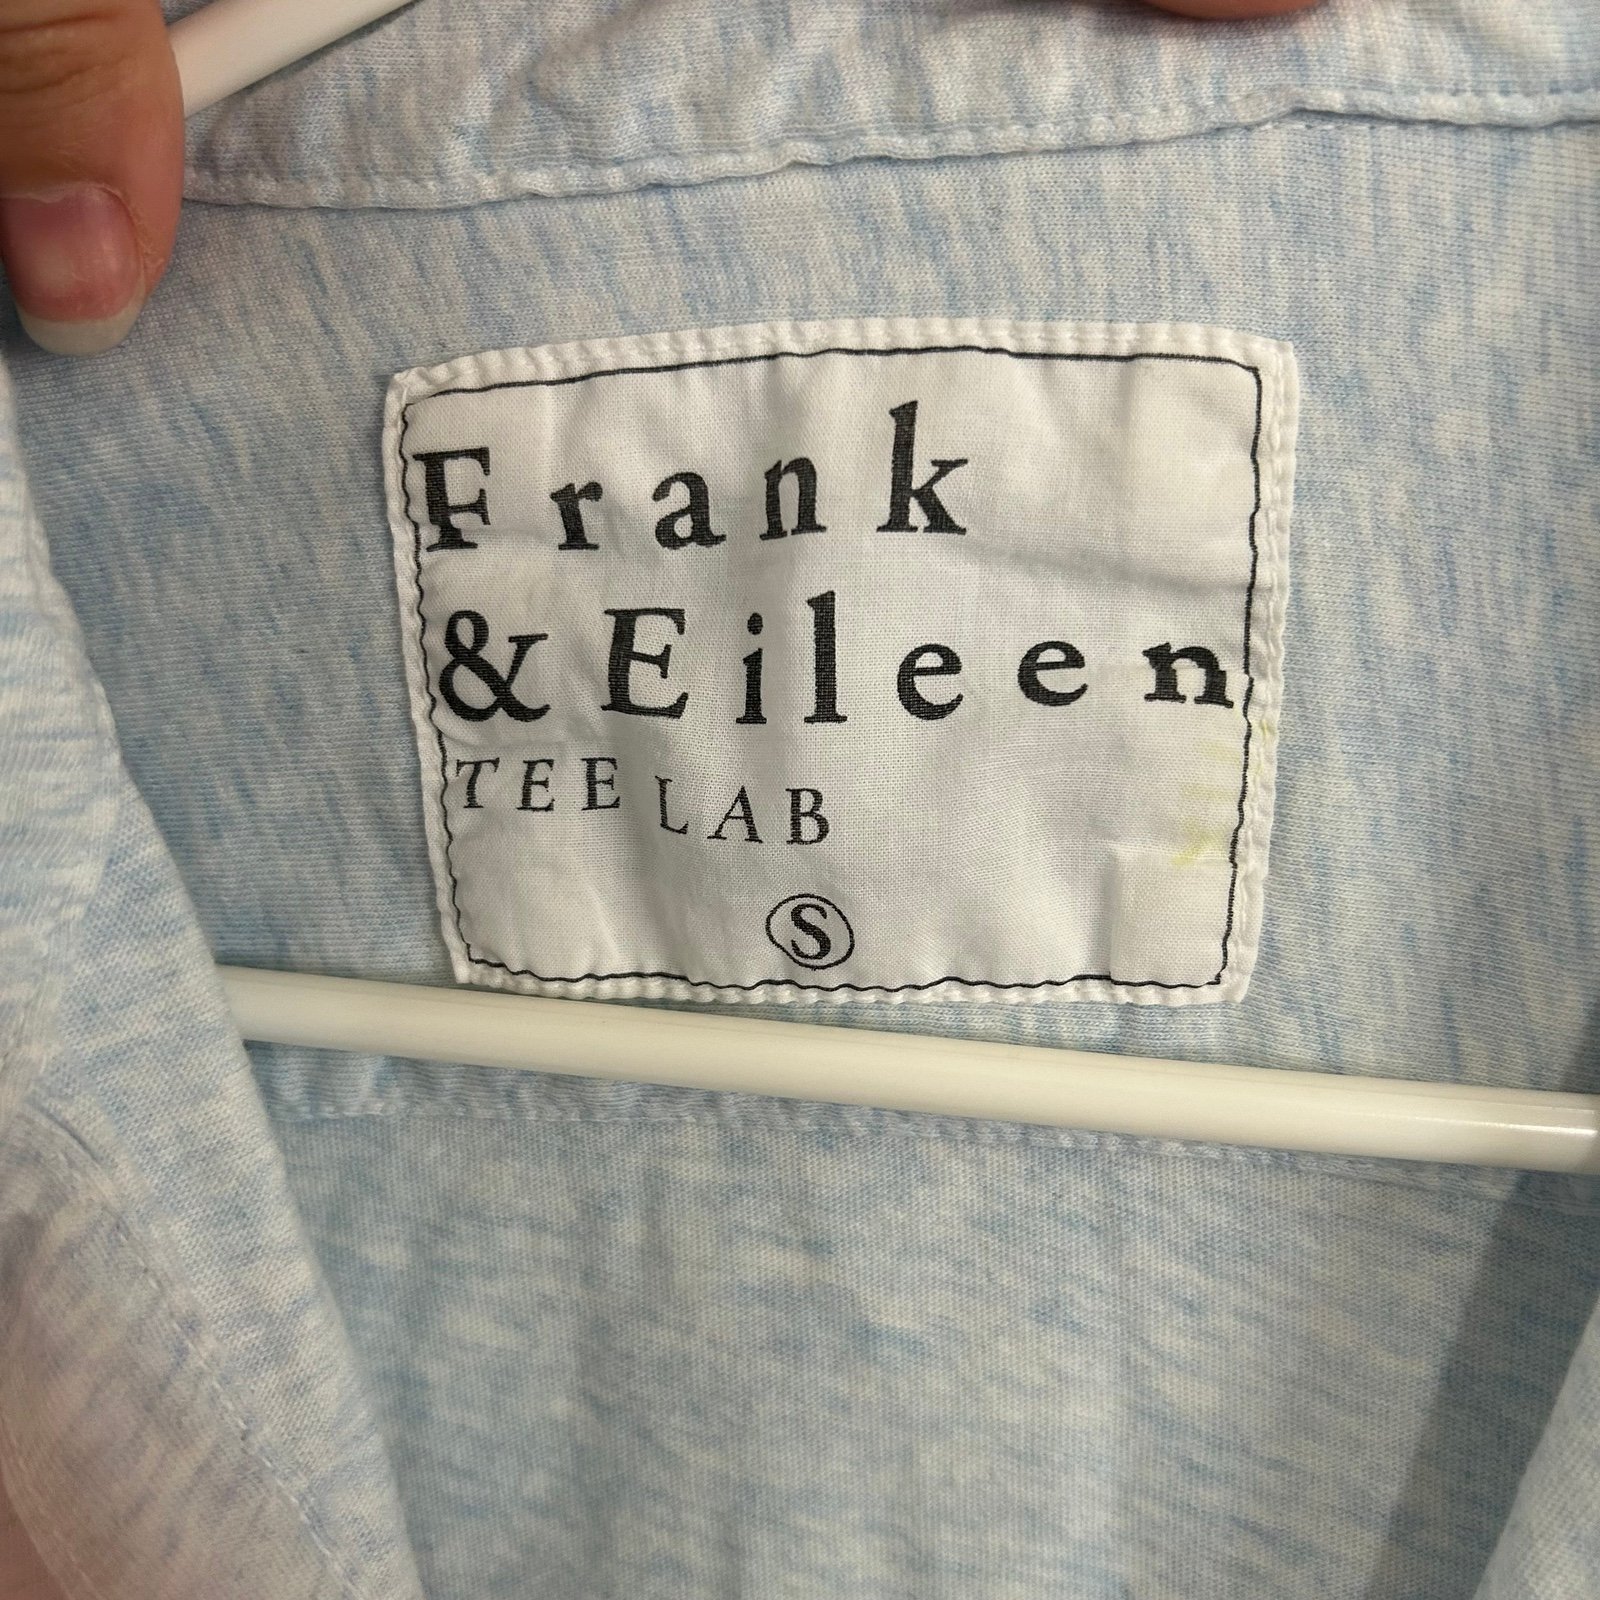 Frank
& Eileen
TEE LAB
S